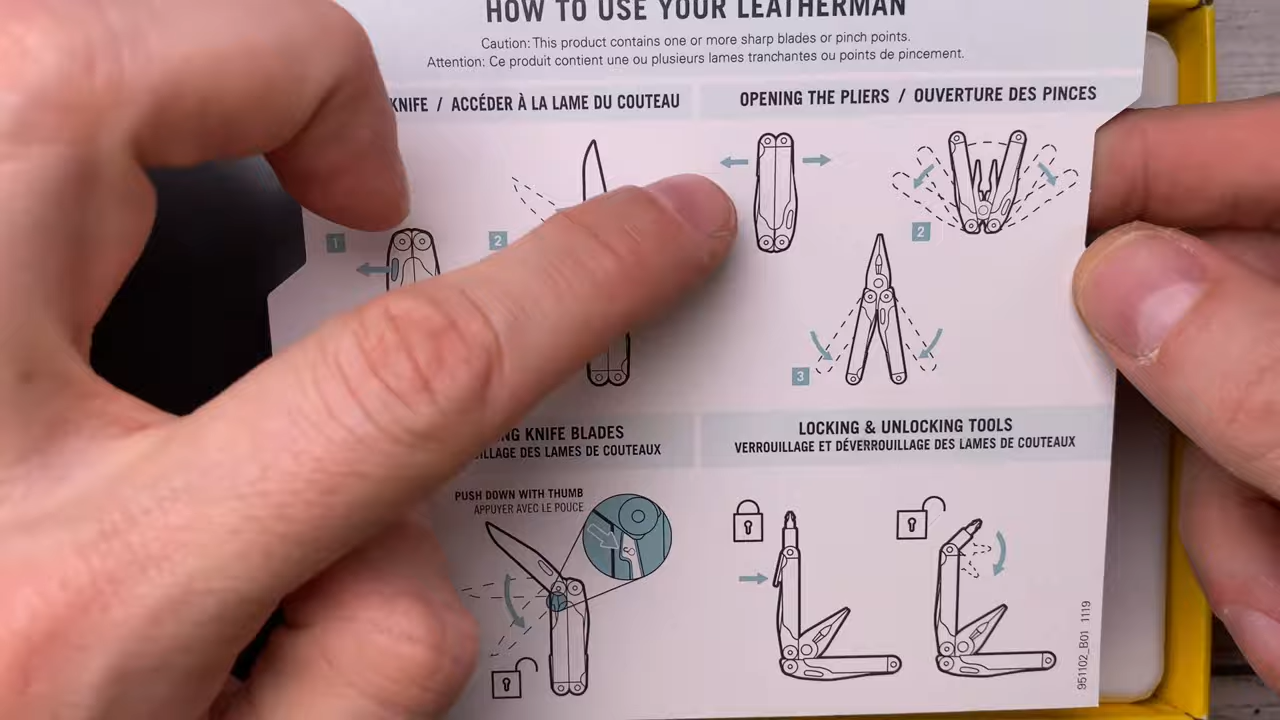 HOW TO USE YOUR LEATHERMAN
Caution: This product contains one or more sharp blades or pinch points.
Attention: Ce produit contient une ou plusieurs lames tranchantes ou points de pincement.
KNIFE / ACCÉDER À LA LAME DU COUTEAU
OPENING THE PLIERS / OUVERTURE DES PINCES
1
2
2
3
KNIFE BLADES
DES LAMES DE COUTEAUX
LOCKING & UNLOCKING TOOLS
VERROUILLAGE ET DÉVERROUILLAGE DES LAMES DE COUTEAUX
PUSH DOWN WITH THUMB
APPUYER AVEC LE POUCE
951102_B01 1119